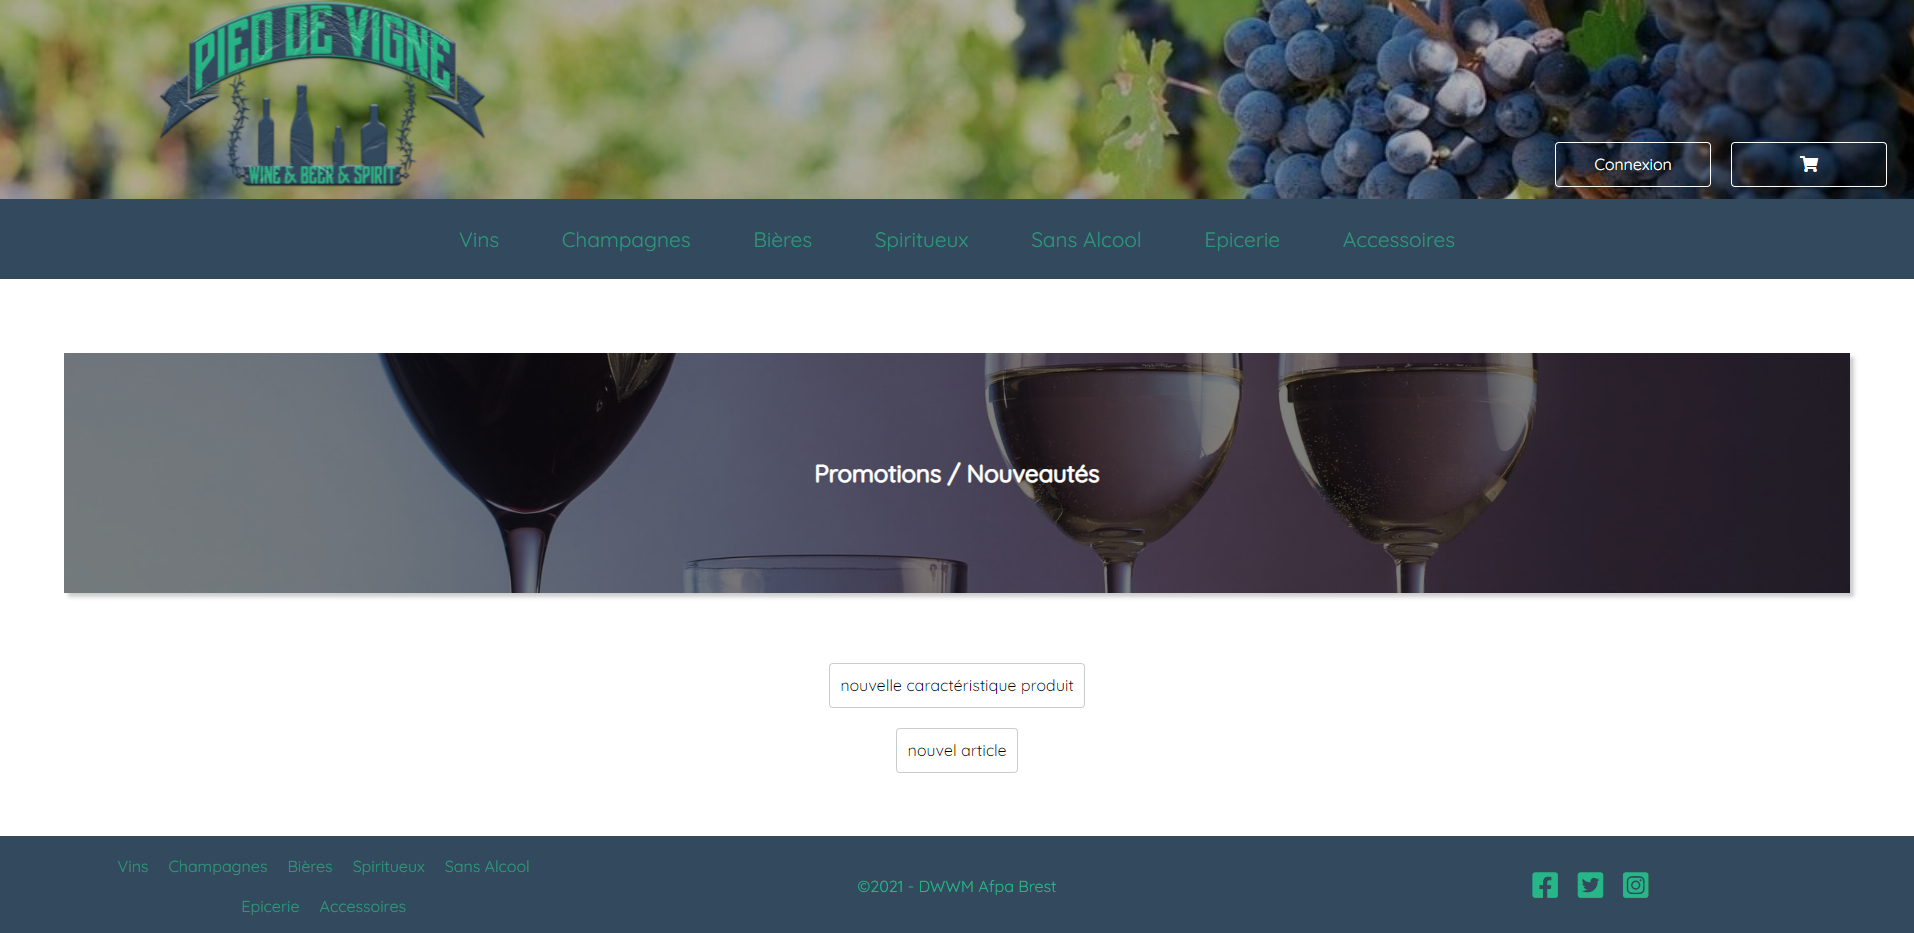 PIED DE VIGNE
WINE & BEER & SPIRIT
Connexion
Vins Champagnes Bières Spiritueux Sans Alcool Epicerie Accessoires
Promotions / Nouveautés
nouvelle caractéristique produit
nouvel article
Vins Champagnes Bières Spiritueux Sans Alcool
Epicerie Accessoires
©2021 - DWWM Afpa Brest